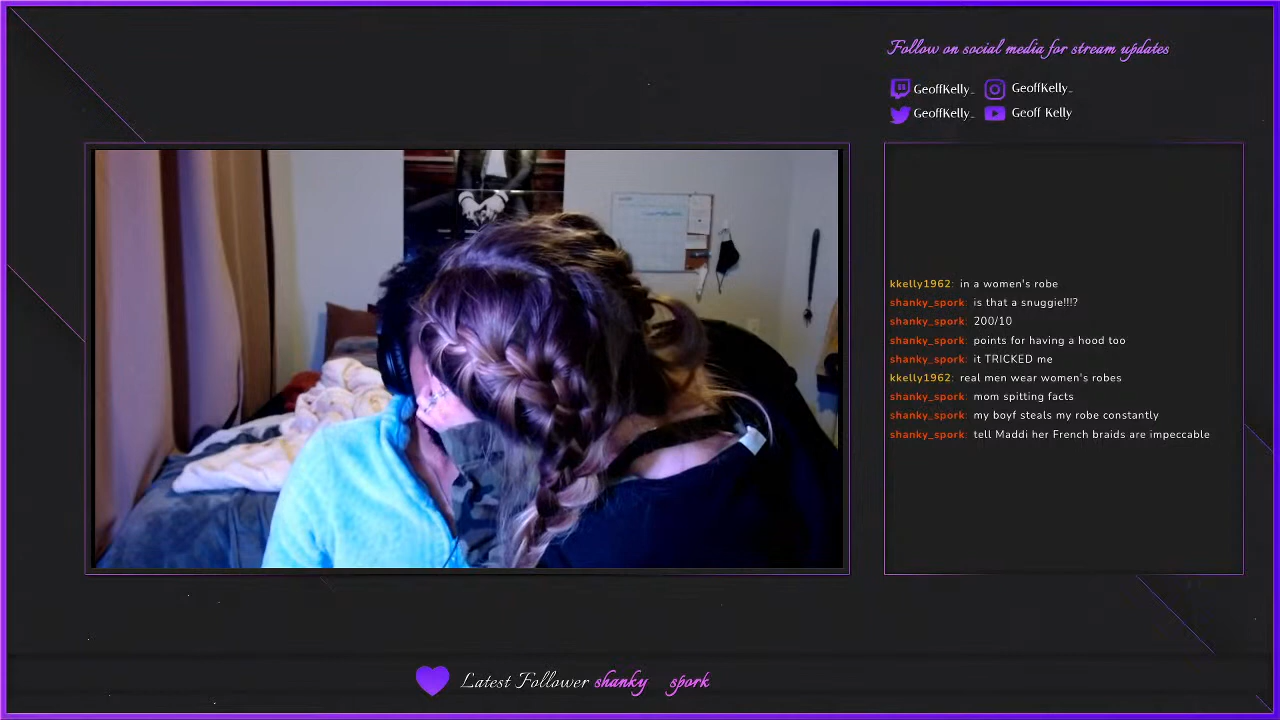 Follow on social media for stream updates
GeoffKelly_ GeoffKelly_
GeoffKelly_ Geoff Kelly
kkelly1962: in a women's robe
shanky_spork: is that a snuggie!!!?
shanky_spork: 200/10
shanky_spork: points for having a hood too
shanky_spork: it TRICKED me
kkelly1962: real men wear women's robes
shanky_spork: mom spitting facts
shanky_spork: my boyf steals my robe constantly
shanky_spork: tell Maddi her French braids are impeccable
Latest Follower shanky spork